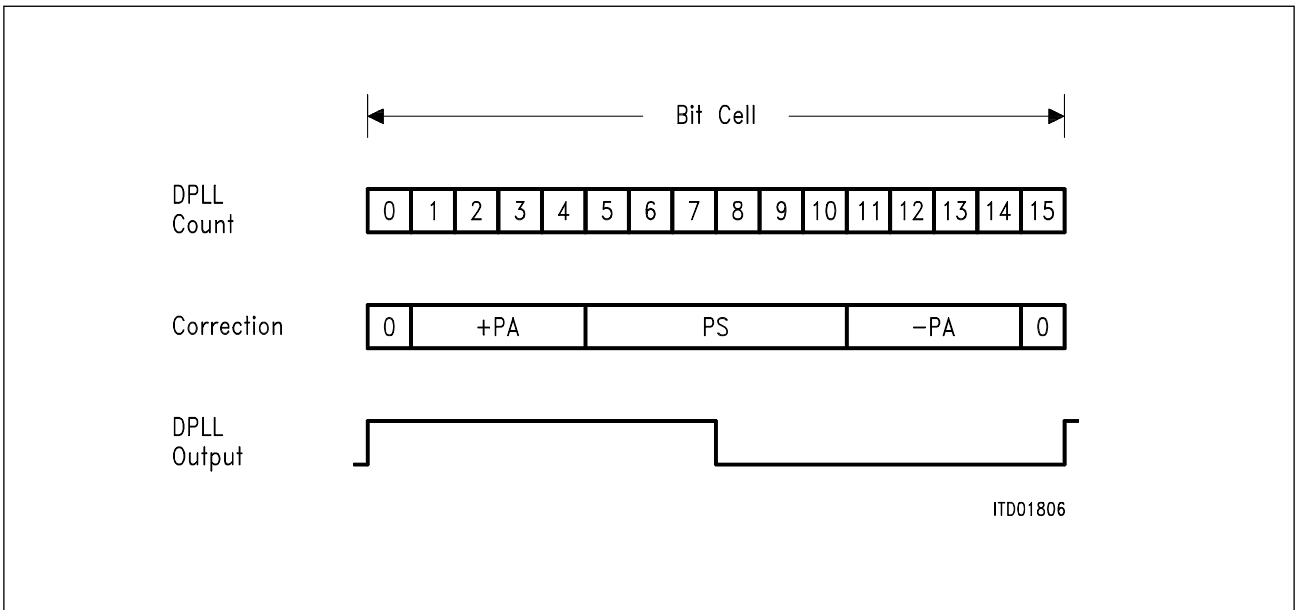 Bit Cell
DPLL
Count
0 1 2 3 4 5 6 7 8 9 10 11 12 13 14 15
Correction
0 +PA PS −PA 0
DPLL
Output
ITD01806